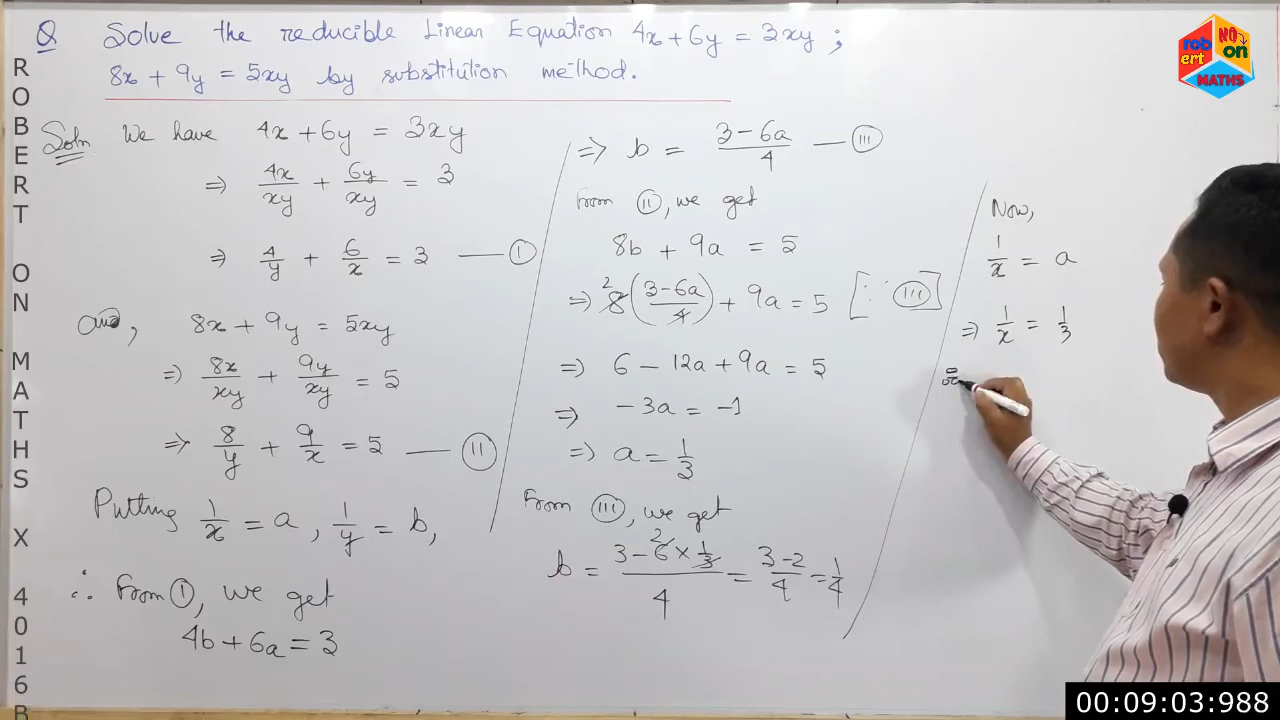 Q Solve the reducible Linear Equation 4x + 6y = 3xy ;
8x + 9y = 5xy by substitution method.
Soln We have 4x + 6y = 3xy
⇒ 4x/xy + 6y/xy = 3
⇒ 4/y + 6/x = 3 — I
and, 8x + 9y = 5xy
⇒ 8x/xy + 9y/xy = 5
⇒ 8/y + 9/x = 5 — II
Putting 1/x = a , 1/y = b,
∴ From I, we get
4b + 6a = 3
⇒ b = (3 - 6a)/4 — III
From II, we get
8b + 9a = 5
⇒ 2 8((3 - 6a)/4) + 9a = 5 [∵ III]
⇒ 6 - 12a + 9a = 5
⇒ -3a = -1
⇒ a = 1/3
From III, we get
b = (3 - 6 2 × 1/3)/4 = (3 - 2)/4 = 1/4
Now,
1/x = a
⇒ 1/x = 1/3
robert NO on
MATHS
ROBERT ON MATHS X 4016B
00:09:03:988